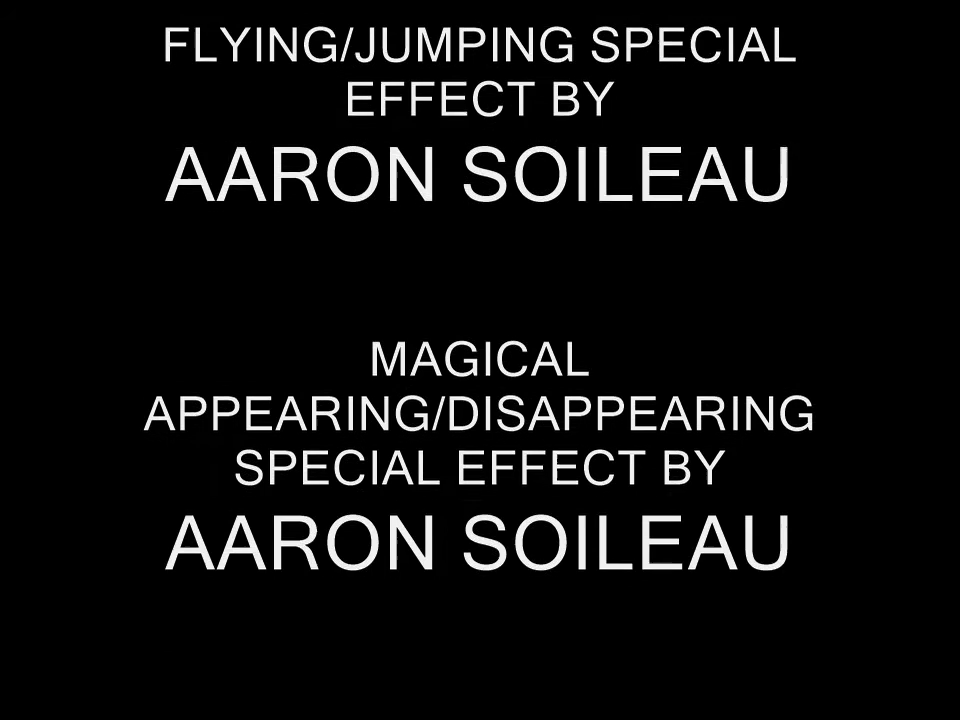 FLYING/JUMPING SPECIAL
EFFECT BY
AARON SOILEAU
MAGICAL
APPEARING/DISAPPEARING
SPECIAL EFFECT BY
AARON SOILEAU